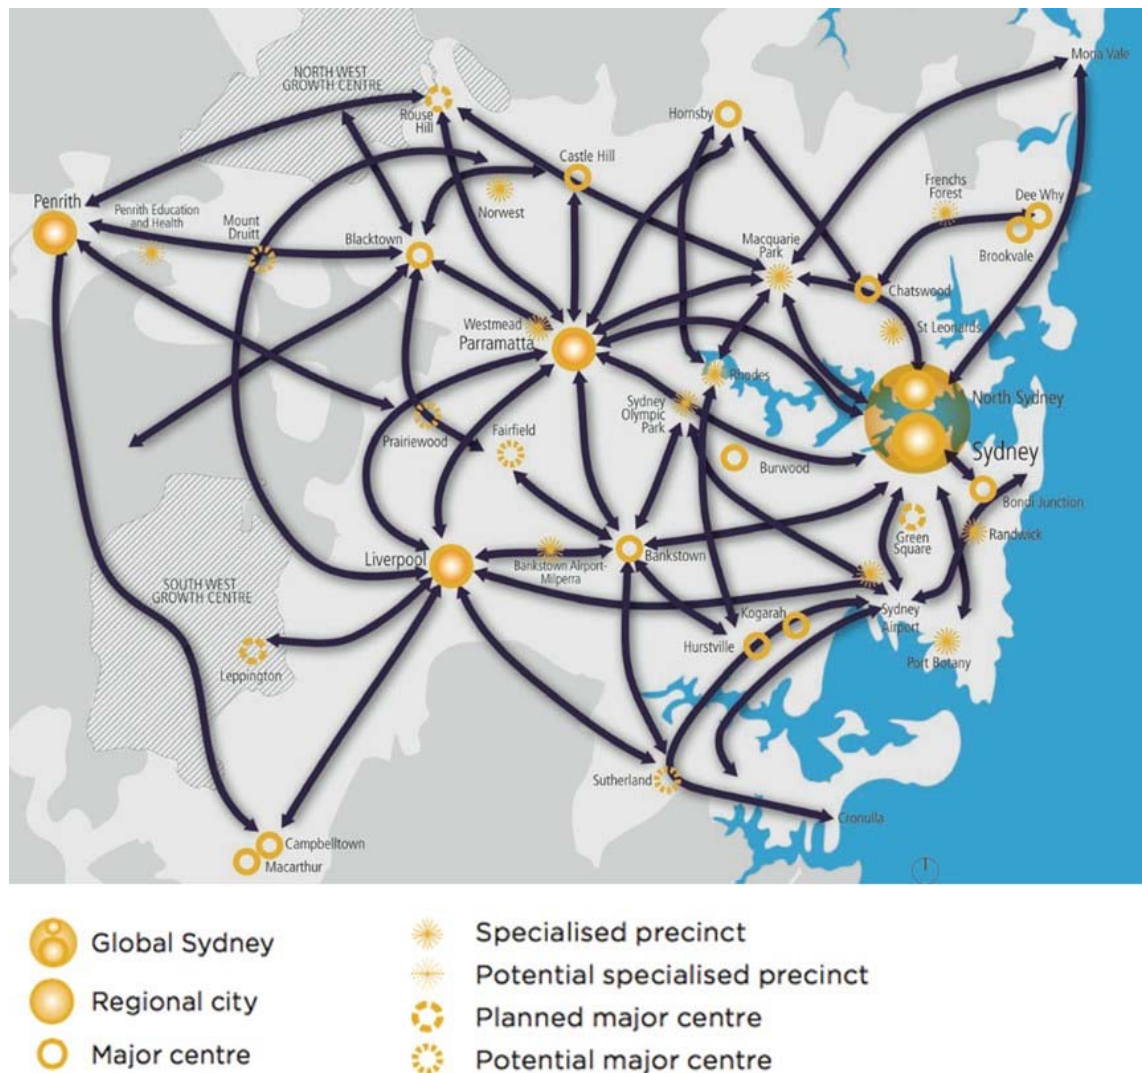 Mona Vale
NORTH WEST
GROWTH CENTRE
Rouse
Hill
Hornsby
Castle Hill
Frenchs
Forest
Dee Why
Penrith
Penrith Education
and Health
Mount
Druitt
Norwest
Blacktown
Macquarie
Park
Brookvale
Chatswood
Westmead
Parramatta
St Leonards
Rhodes
North Sydney
Sydney
Olympic
Park
Prairiewood
Fairfield
Burwood
Sydney
Bondi Junction
Green
Square
Randwick
Liverpool
Bankstown Airport-
Milperra
Bankstown
SOUTH WEST
GROWTH CENTRE
Kogarah
Sydney
Airport
Hurstville
Port Botany
Leppington
Sutherland
Cronulla
Campbelltown
Macarthur
Global Sydney
Regional city
Major centre
Specialised precinct
Potential specialised precinct
Planned major centre
Potential major centre